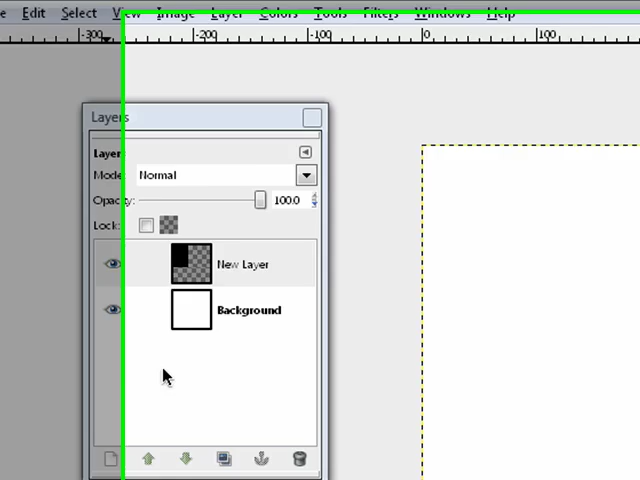 e Edit Select View Image Layer Colors Tools Filters Windows Help
-300 -200 -100 0 100
Layers
Layer
Mode Normal
Opacity: 100.0
Lock:
New Layer
Background